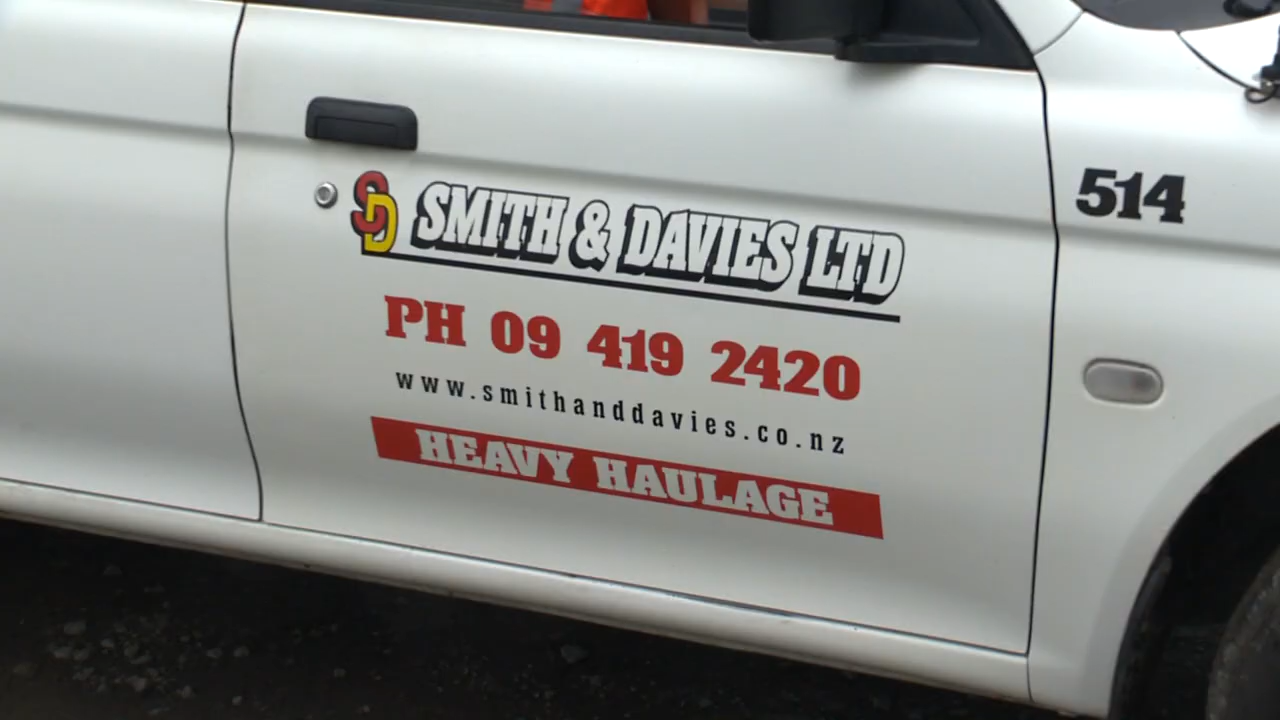 SD SMITH & DAVIES LTD
PH 09 419 2420
www.smithanddavies.co.nz
HEAVY HAULAGE
514